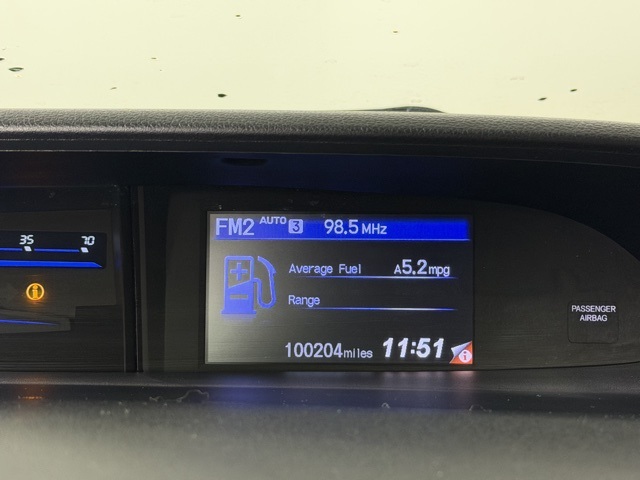 FM2 AUTO 3 98.5 MHz
35 70
Average Fuel A5.2mpg
Range
100204miles 11:51
PASSENGER
AIRBAG